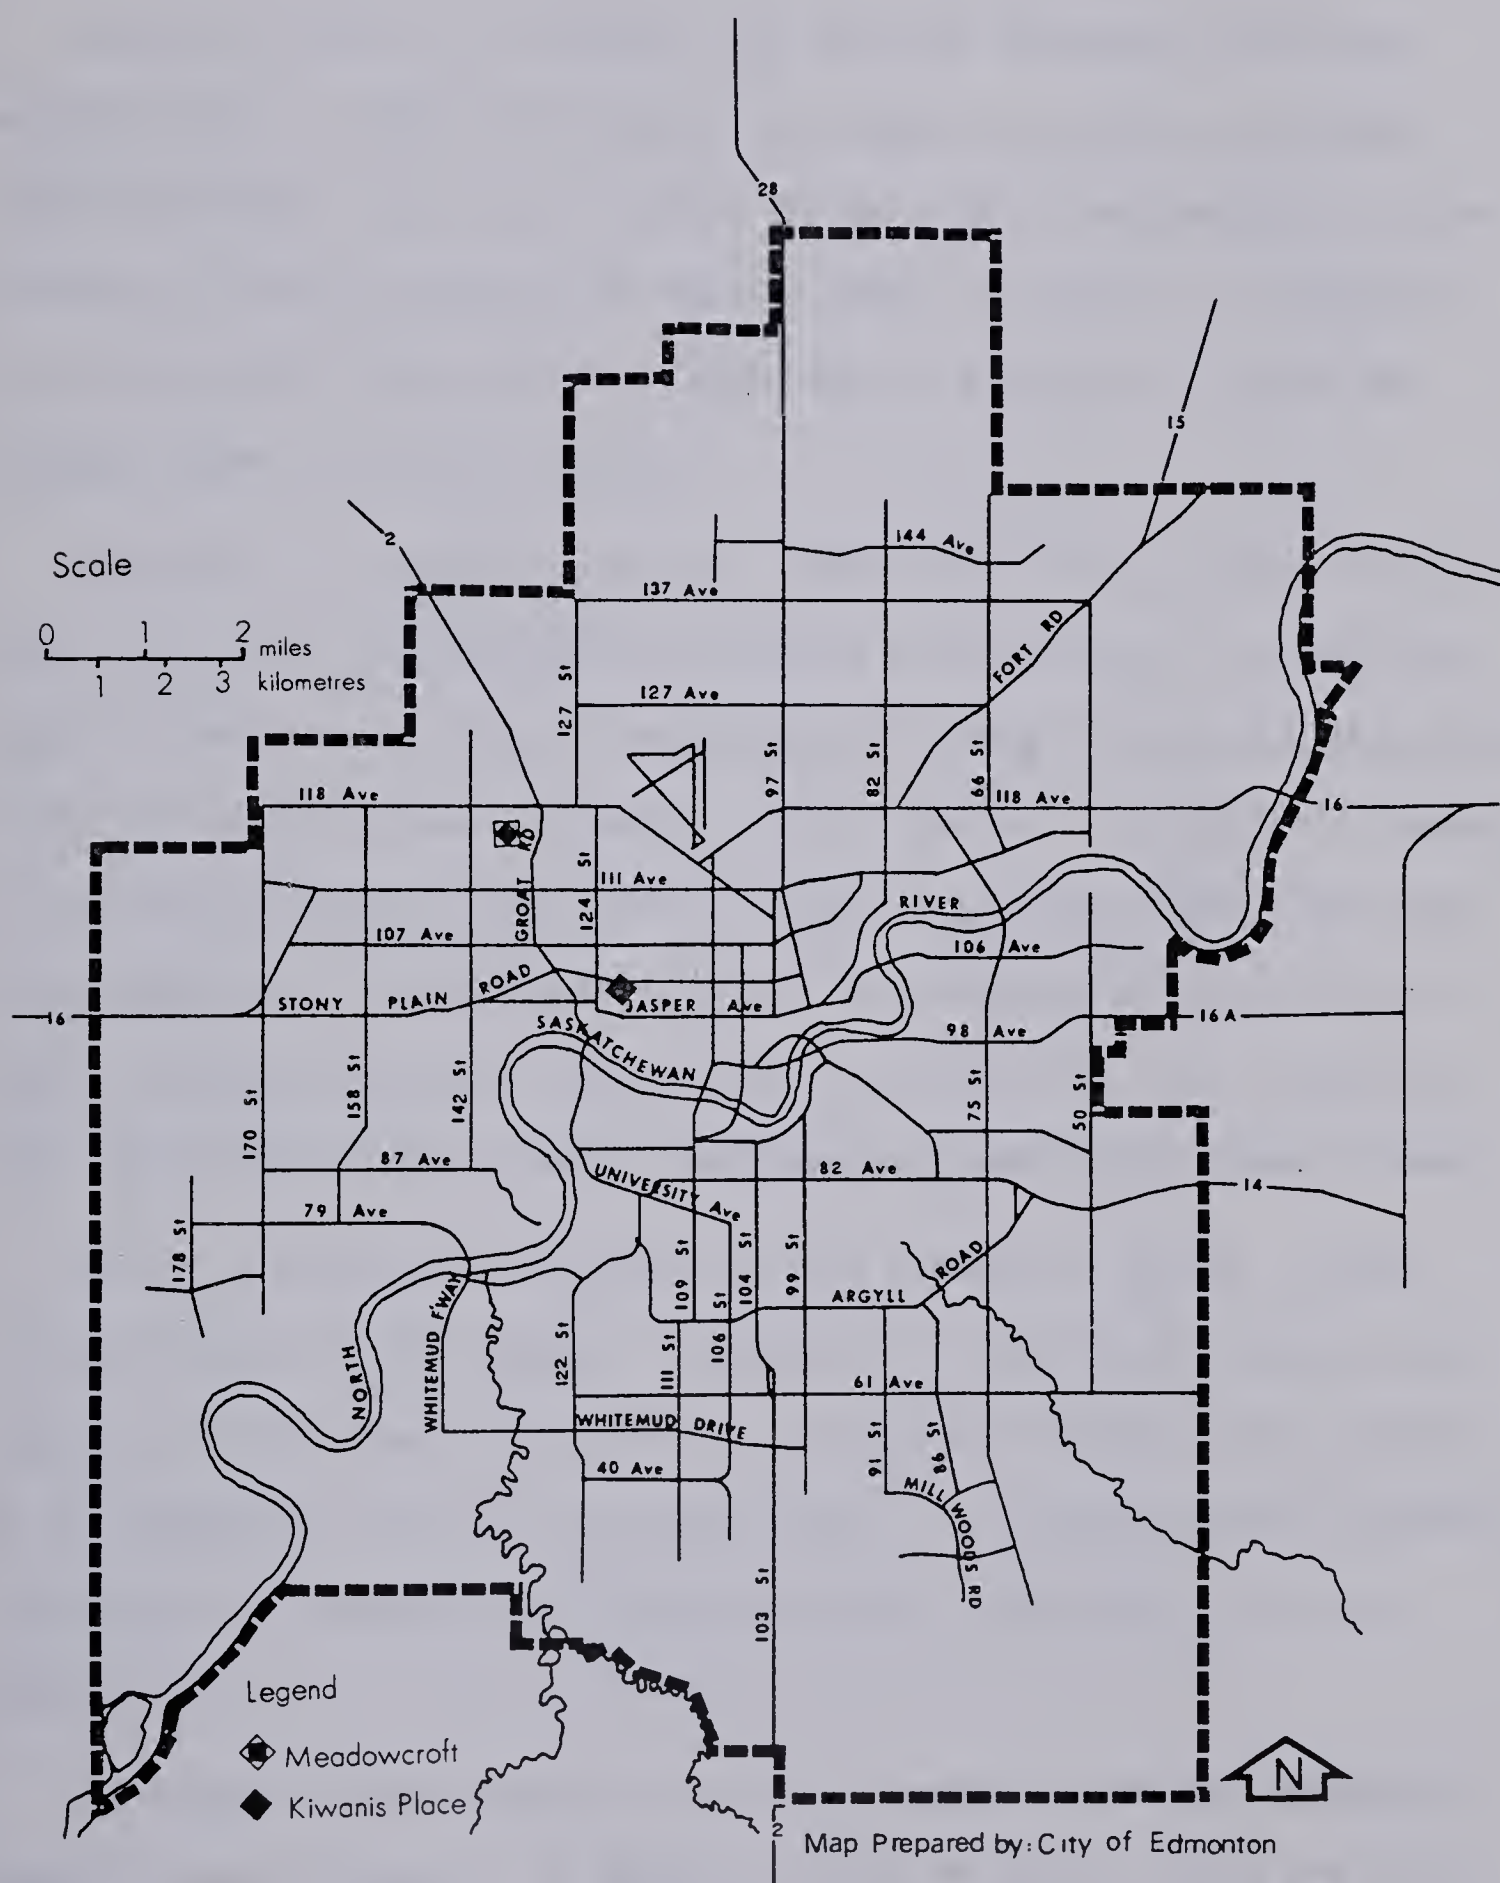 28
15
2
144 Ave
Scale
0 1 2 miles
1 2 3 kilometres
137 Ave
FORT RD
127 St
127 Ave
97 St
82 St
66 St
118 Ave
118 Ave
16
GROAT RD
124 St
111 Ave
RIVER
107 Ave
106 Ave
STONY PLAIN ROAD
JASPER Ave
16
16A
SASKATCHEWAN
98 Ave
170 St
158 St
142 St
75 St
50 St
87 Ave
82 Ave
14
UNIVERSITY Ave
79 Ave
178 St
109 St
104 St
99 St
ROAD
ARGYLL
WHITEMUD F'WAY
NORTH
122 St
111 St
106 St
61 Ave
WHITEMUD DRIVE
91 St
86 St
40 Ave
MILL WOODS RD
103 St
Legend
Meadowcroft
Kiwanis Place
N
2
Map Prepared by: City of Edmonton